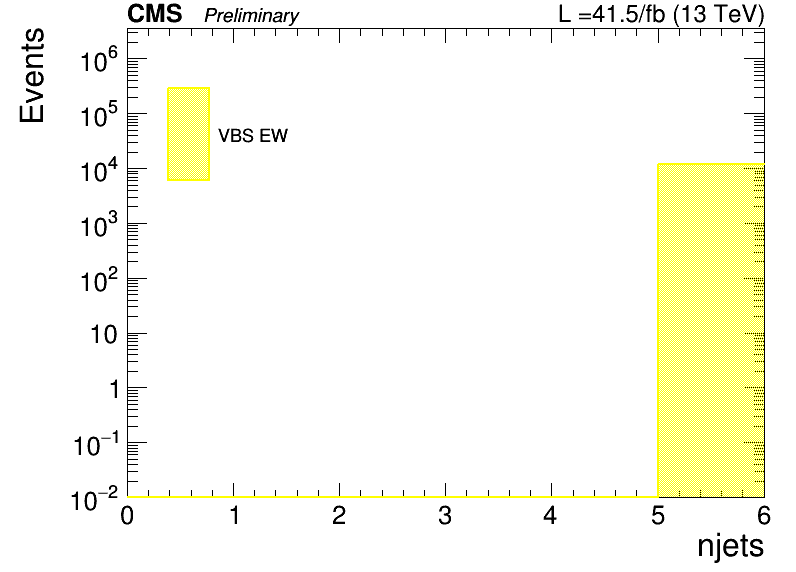 CMS Preliminary L =41.5/fb (13 TeV)
Events
10^6
10^5
VBS EW
10^4
10^3
10^2
10
1
10^−1
10^−2
0 1 2 3 4 5 6
njets